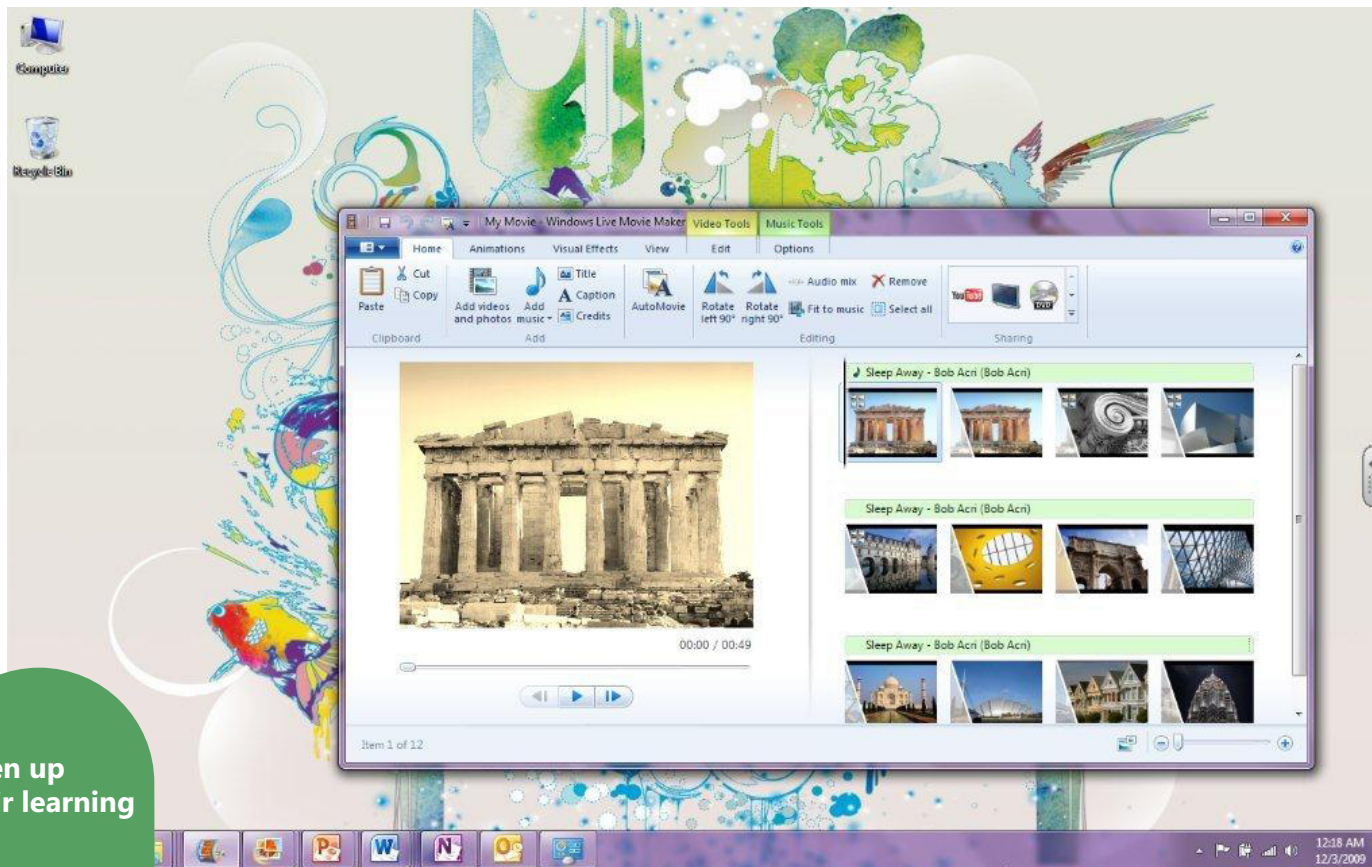 Computer
Recycle Bin
My Movie - Windows Live Movie Maker
Video Tools
Music Tools
Home
Animations
Visual Effects
View
Edit
Options
Paste
Cut
Copy
Clipboard
Add videos
and photos
Add
music
Title
Caption
Credits
Add
AutoMovie
Rotate
left 90°
Rotate
right 90°
Audio mix
Fit to music
Remove
Select all
Editing
YouTube
DVD
Sharing
Sleep Away - Bob Acri (Bob Acri)
Sleep Away - Bob Acri (Bob Acri)
00:00 / 00:49
Sleep Away - Bob Acri (Bob Acri)
Item 1 of 12
up
learning
12:18 AM
12/3/2009